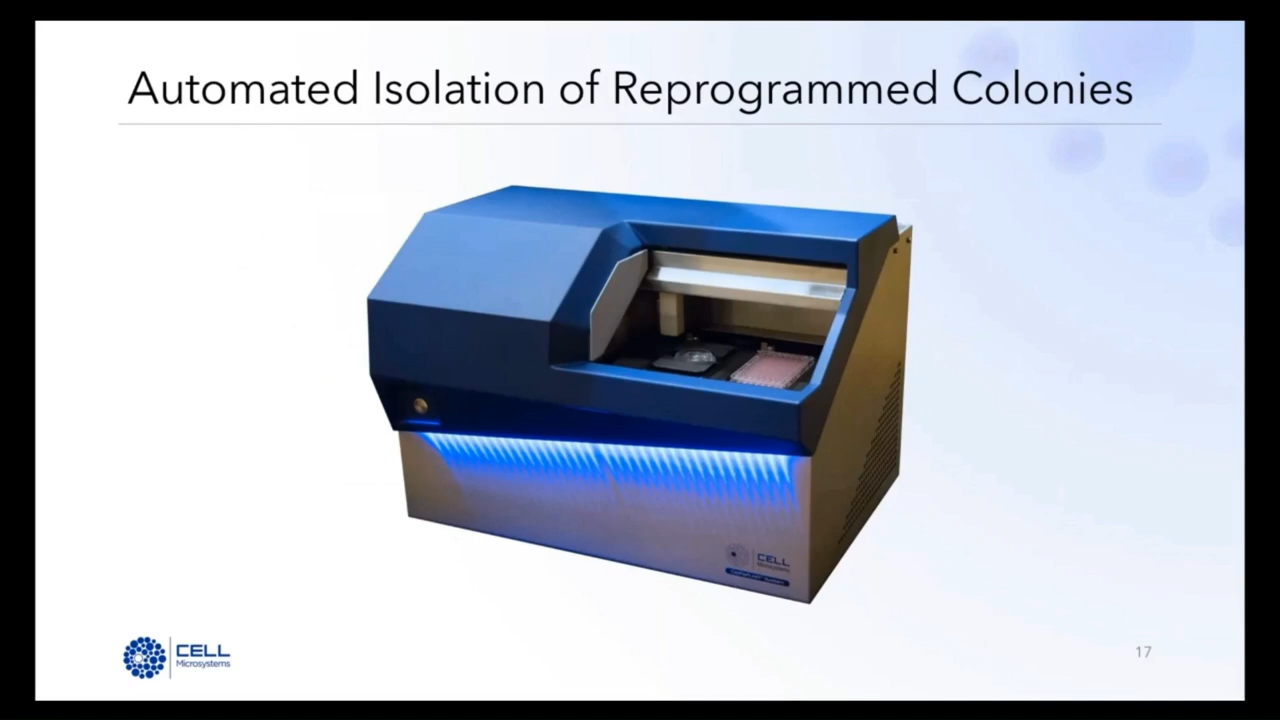 Automated Isolation of Reprogrammed Colonies
CELL
Microsystems
CELL
Microsystems
17